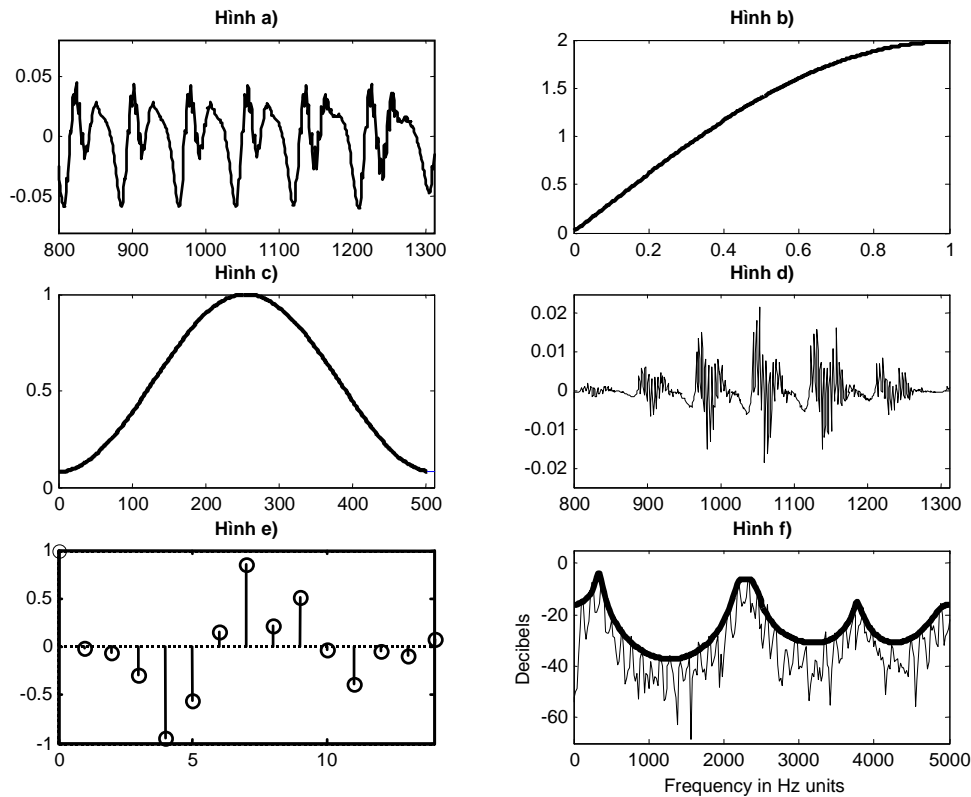 Hình a)
0.05
0
-0.05
800 900 1000 1100 1200 1300
Hình b)
2
1.5
1
0.5
0
0 0.2 0.4 0.6 0.8 1
Hình c)
1
0.5
0
0 100 200 300 400 500
Hình d)
0.02
0.01
0
-0.01
-0.02
800 900 1000 1100 1200 1300
Hình e)
1
0.5
0
-0.5
-1
0 5 10
Hình f)
0
-20
-40
-60
Decibels
0 1000 2000 3000 4000 5000
Frequency in Hz units